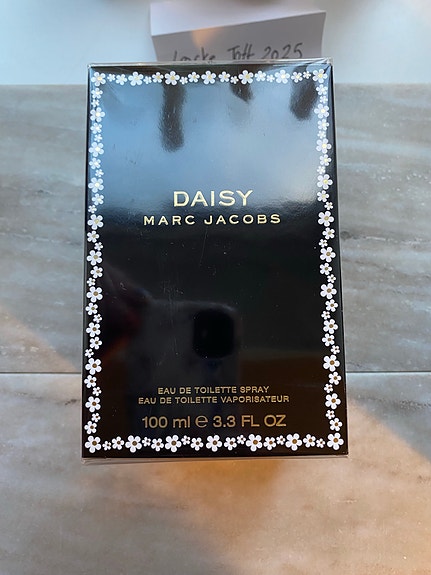 2025
DAISY
MARC JACOBS
EAU DE TOILETTE SPRAY
EAU DE TOILETTE VAPORISATEUR
100 ml ℮ 3.3 FL OZ